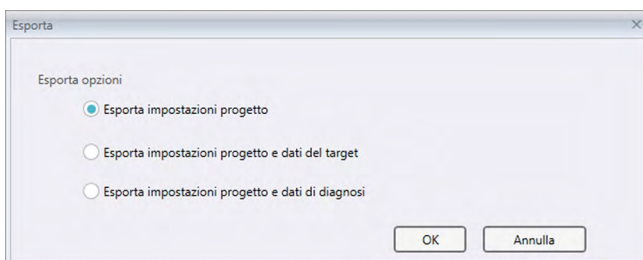 Esporta
Esporta opzioni
Esporta impostazioni progetto
Esporta impostazioni progetto e dati del target
Esporta impostazioni progetto e dati di diagnosi
OK Annulla